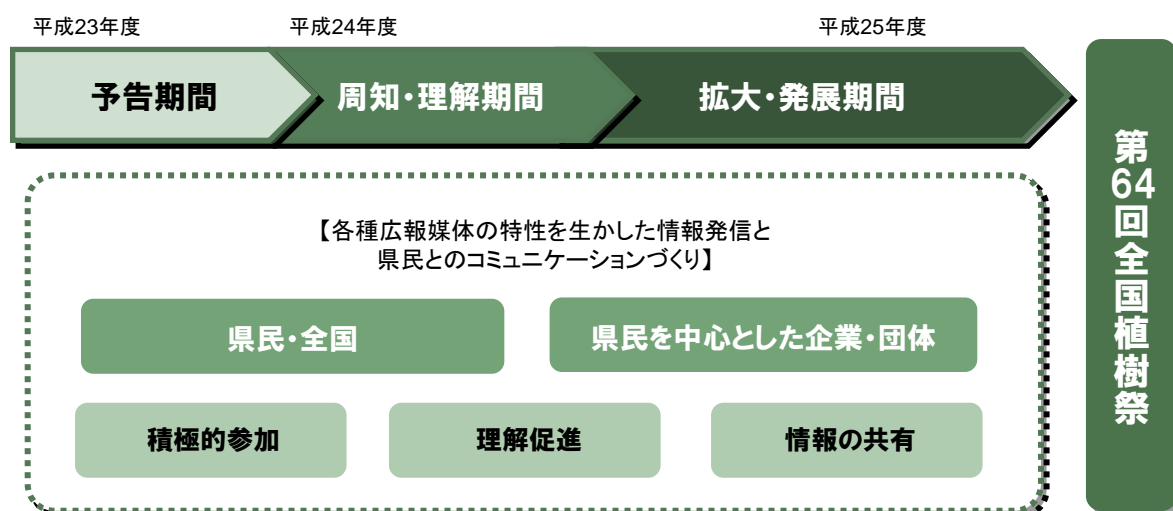 平成23年度
平成24年度
平成25年度
予告期間
周知・理解期間
拡大・発展期間
【各種広報媒体の特性を生かした情報発信と
県民とのコミュニケーションづくり】
県民・全国
県民を中心とした企業・団体
積極的参加
理解促進
情報の共有
第64回全国植樹祭